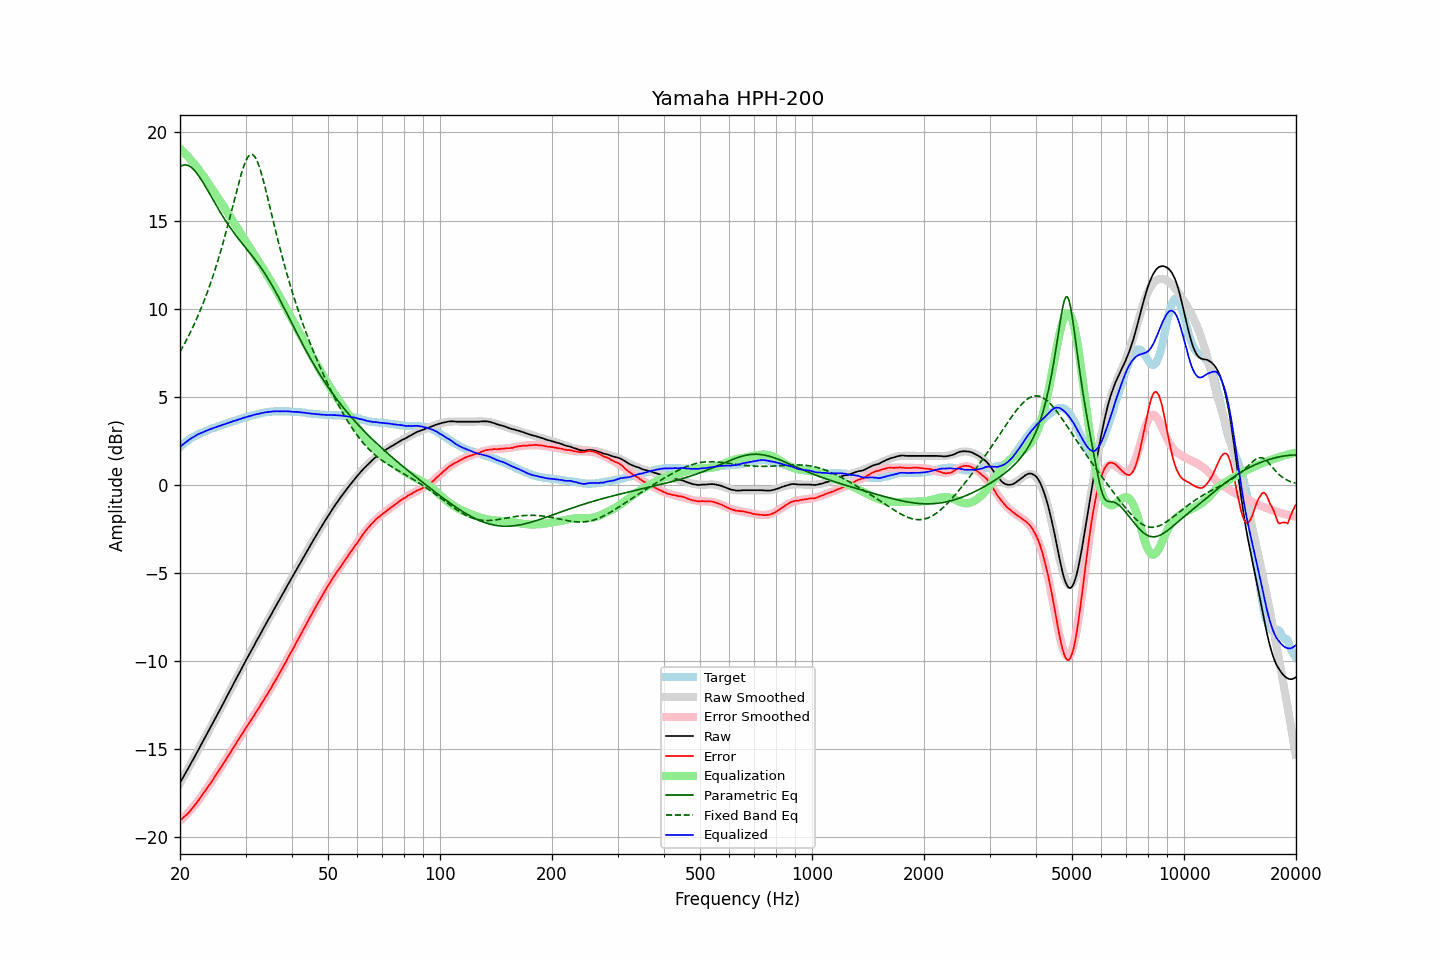 Yamaha HPH-200
Amplitude (dBr)
20
15
10
5
0
−5
−10
−15
−20
Target
Raw Smoothed
Error Smoothed
Raw
Error
Equalization
Parametric Eq
Fixed Band Eq
Equalized
20 50 100 200 500 1000 2000 5000 10000 20000
Frequency (Hz)